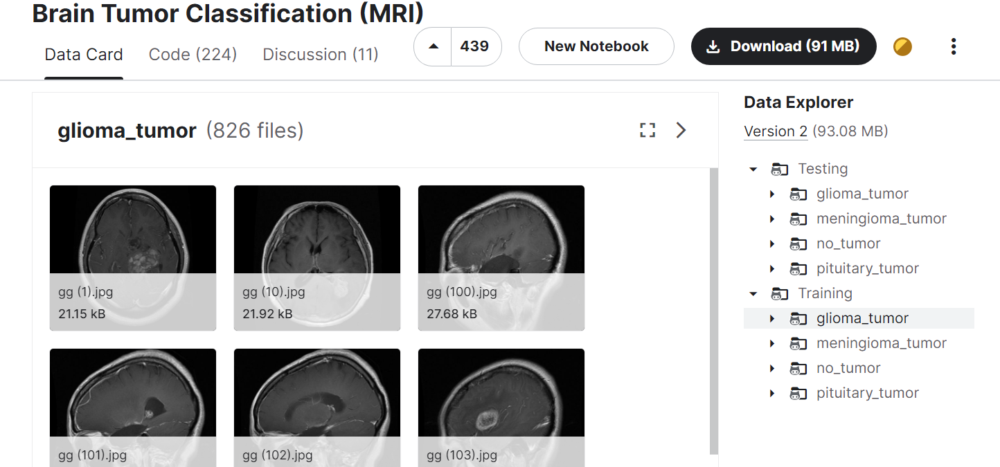 Brain Tumor Classification (MRI)
Data Card Code (224) Discussion (11) 439 New Notebook Download (91 MB)
glioma_tumor (826 files)
gg (1).jpg
21.15 kB
gg (10).jpg
21.92 kB
gg (100).jpg
27.68 kB
gg (101).jpg
gg (102).jpg
gg (103).jpg
Data Explorer
Version 2 (93.08 MB)
Testing
glioma_tumor
meningioma_tumor
no_tumor
pituitary_tumor
Training
glioma_tumor
meningioma_tumor
no_tumor
pituitary_tumor